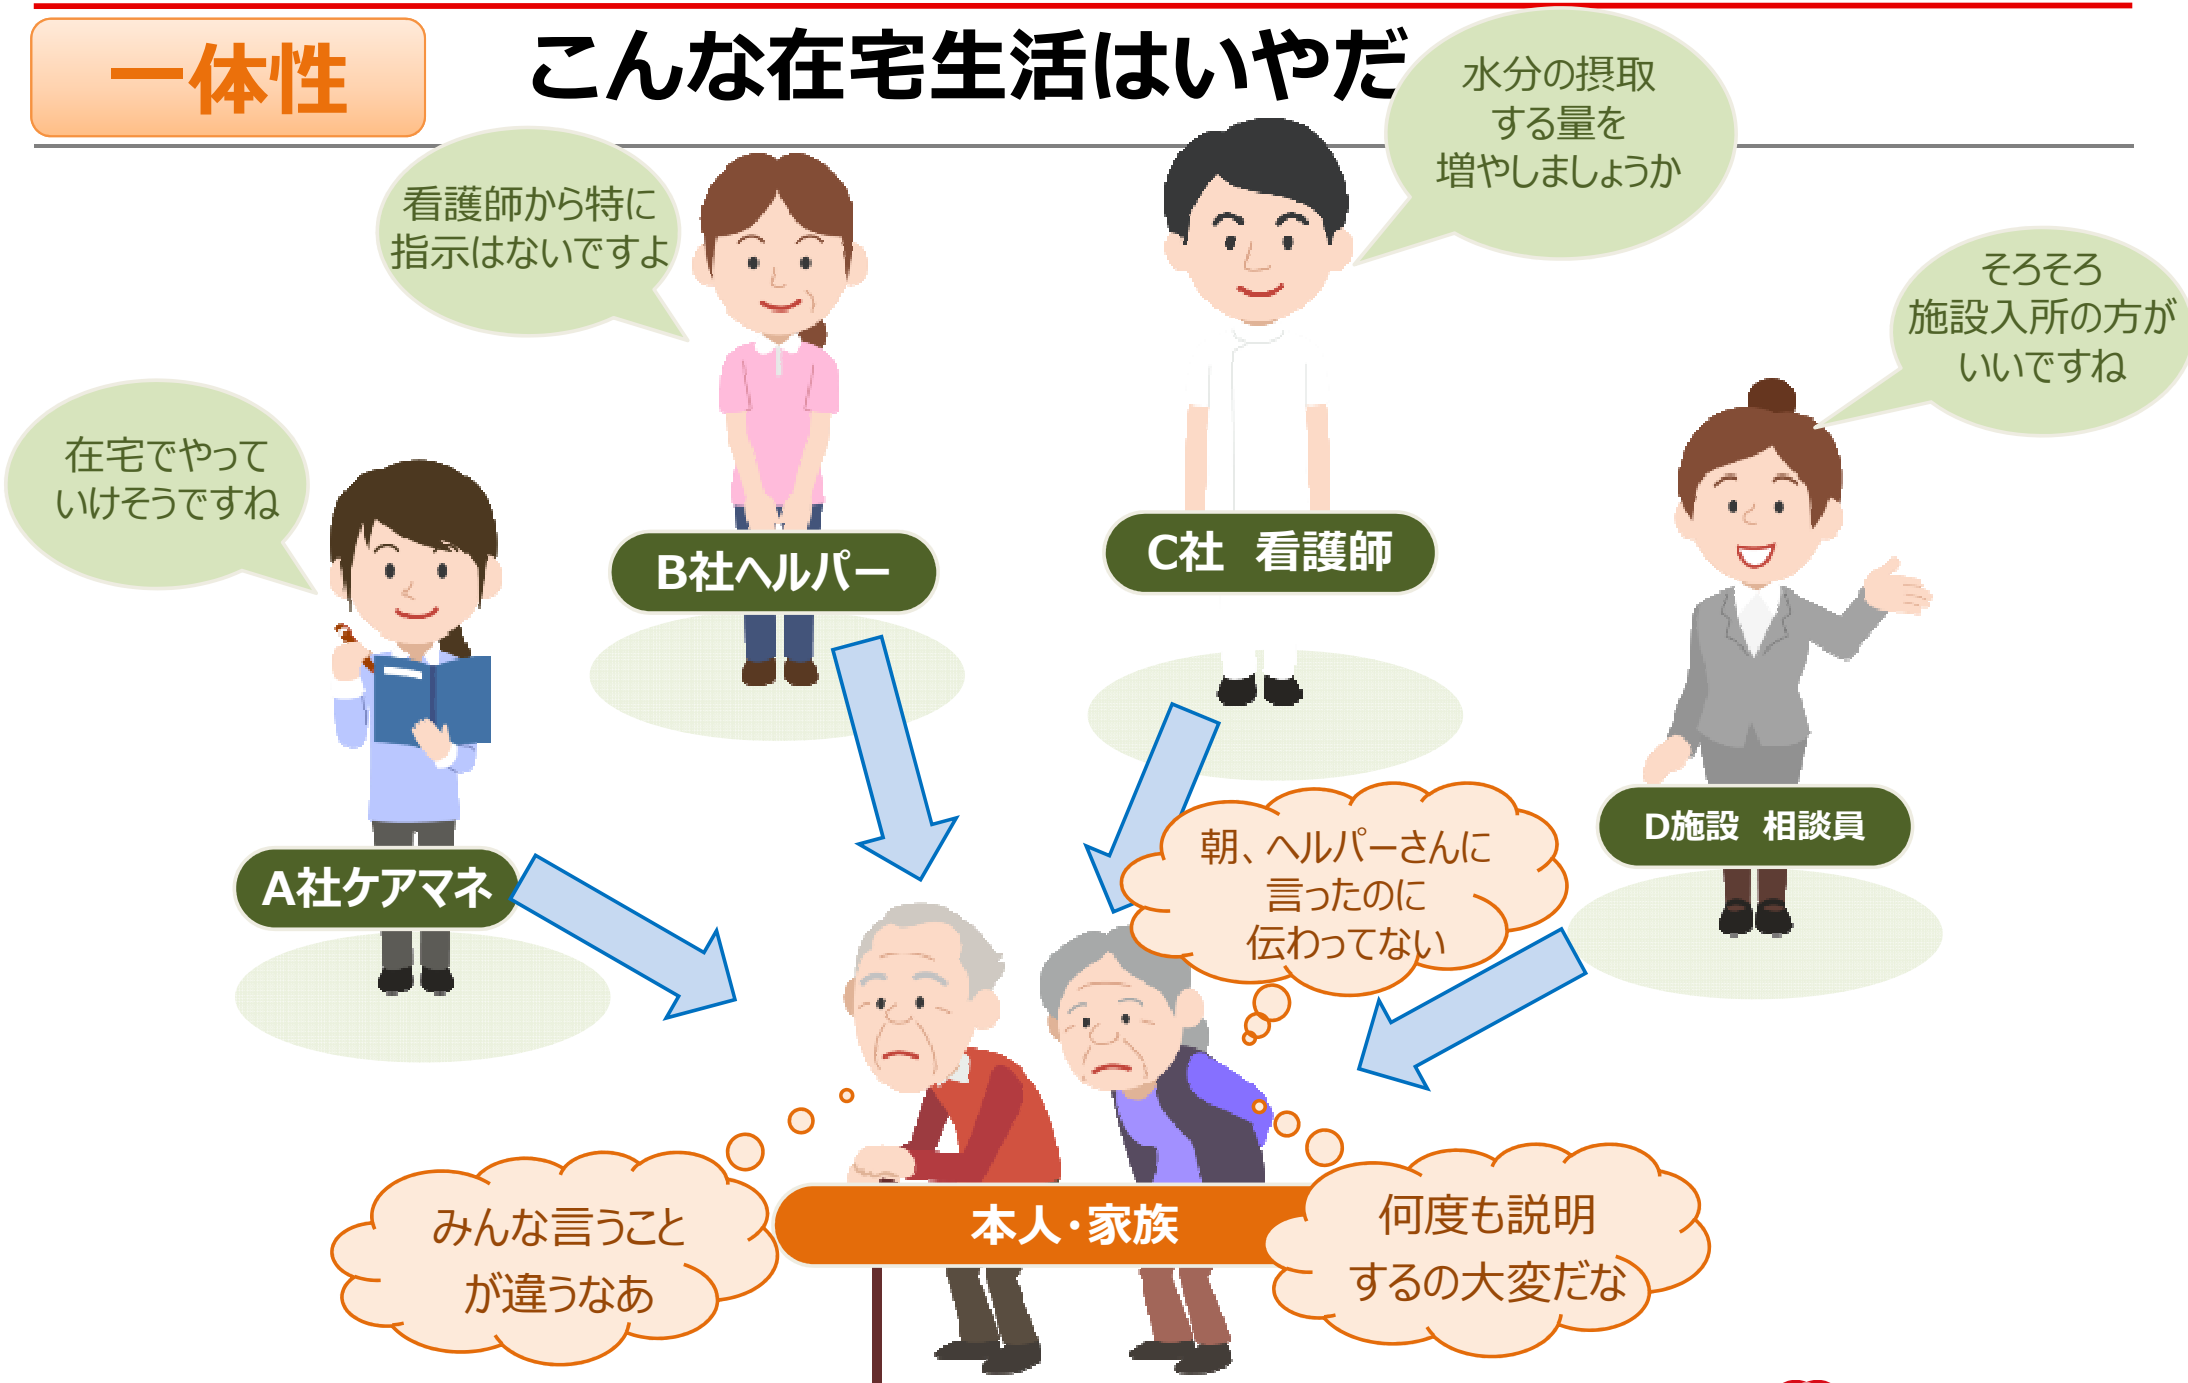 一体性
こんな在宅生活はいやだ
水分の摂取
する量を
増やしましょうか
看護師から特に
指示はないですよ
そろそろ
施設入所の方が
いいですね
在宅でやって
いけそうですね
B社ヘルパー
C社　看護師
A社ケアマネ
D施設　相談員
朝、ヘルパーさんに
言ったのに
伝わってない
みんな言うこと
が違うなあ
本人・家族
何度も説明
するの大変だな